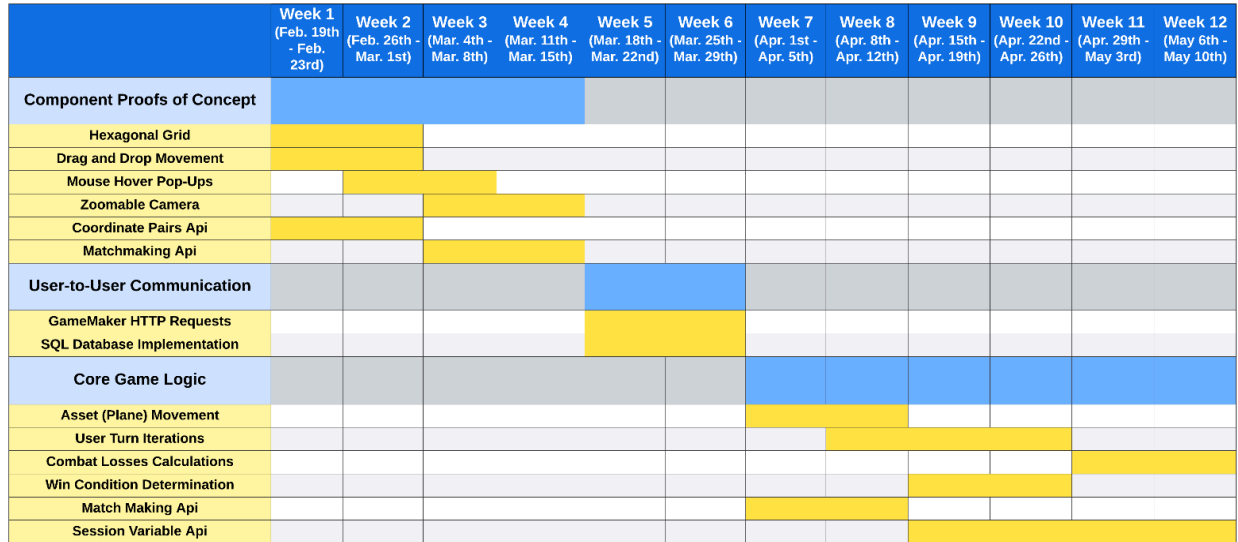 Week 1
(Feb. 19th
- Feb.
23rd)
Week 2
(Feb. 26th -
Mar. 1st)
Week 3
(Mar. 4th -
Mar. 8th)
Week 4
(Mar. 11th -
Mar. 15th)
Week 5
(Mar. 18th -
Mar. 22nd)
Week 6
(Mar. 25th -
Mar. 29th)
Week 7
(Apr. 1st -
Apr. 5th)
Week 8
(Apr. 8th -
Apr. 12th)
Week 9
(Apr. 15th -
Apr. 19th)
Week 10
(Apr. 22nd -
Apr. 26th)
Week 11
(Apr. 29th -
May 3rd)
Week 12
(May 6th -
May 10th)
Component Proofs of Concept
Hexagonal Grid
Drag and Drop Movement
Mouse Hover Pop-Ups
Zoomable Camera
Coordinate Pairs Api
Matchmaking Api
User-to-User Communication
GameMaker HTTP Requests
SQL Database Implementation
Core Game Logic
Asset (Plane) Movement
User Turn Iterations
Combat Losses Calculations
Win Condition Determination
Match Making Api
Session Variable Api